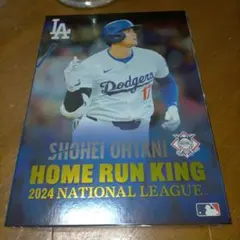 LA
Dodgers
17
SHOHEI OHTANI
HOME RUN KING
2024 NATIONAL LEAGUE